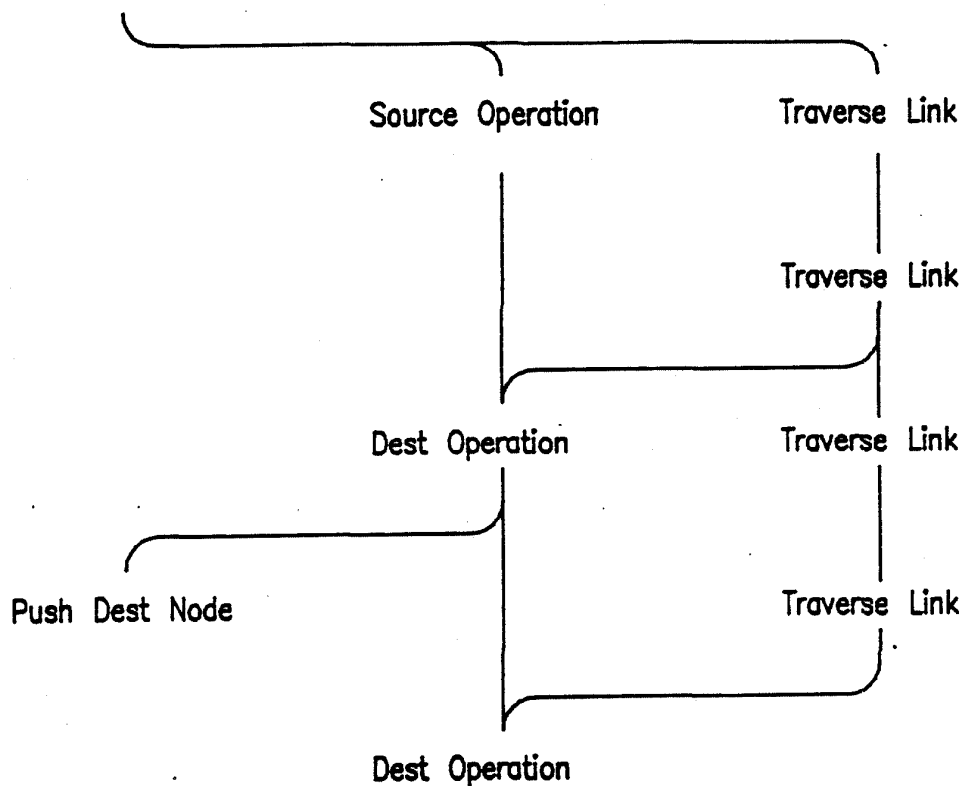 Source Operation
Traverse Link
Traverse Link
Dest Operation
Traverse Link
Push Dest Node
Traverse Link
Dest Operation